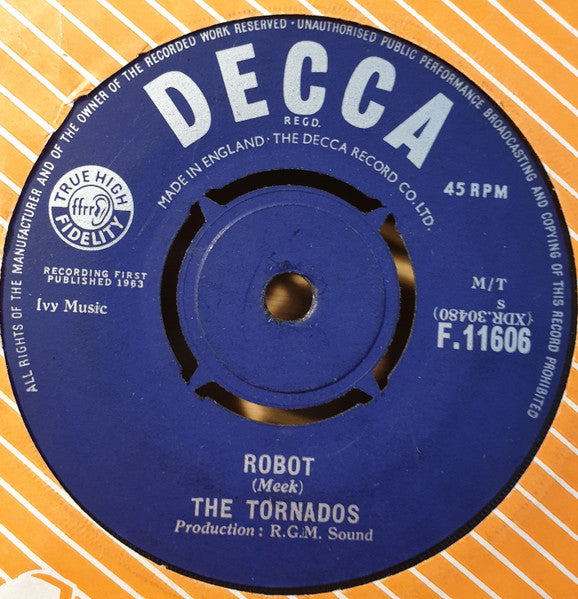 ALL RIGHTS OF THE MANUFACTURER AND OF THE OWNER OF THE RECORDED WORK RESERVED · UNAUTHORISED PUBLIC PERFORMANCE BROADCASTING AND COPYING OF THIS RECORD PROHIBITED
DECCA
REGD.
MADE IN ENGLAND · THE DECCA RECORD CO. LTD.
TRUE HIGH
ffrr
FIDELITY
45 RPM
RECORDING FIRST
PUBLISHED 1963
Ivy Music
T/M
S
(XDR.30480)
F.11606
ROBOT
(Meek)
THE TORNADOS
Production : R.G.M. Sound